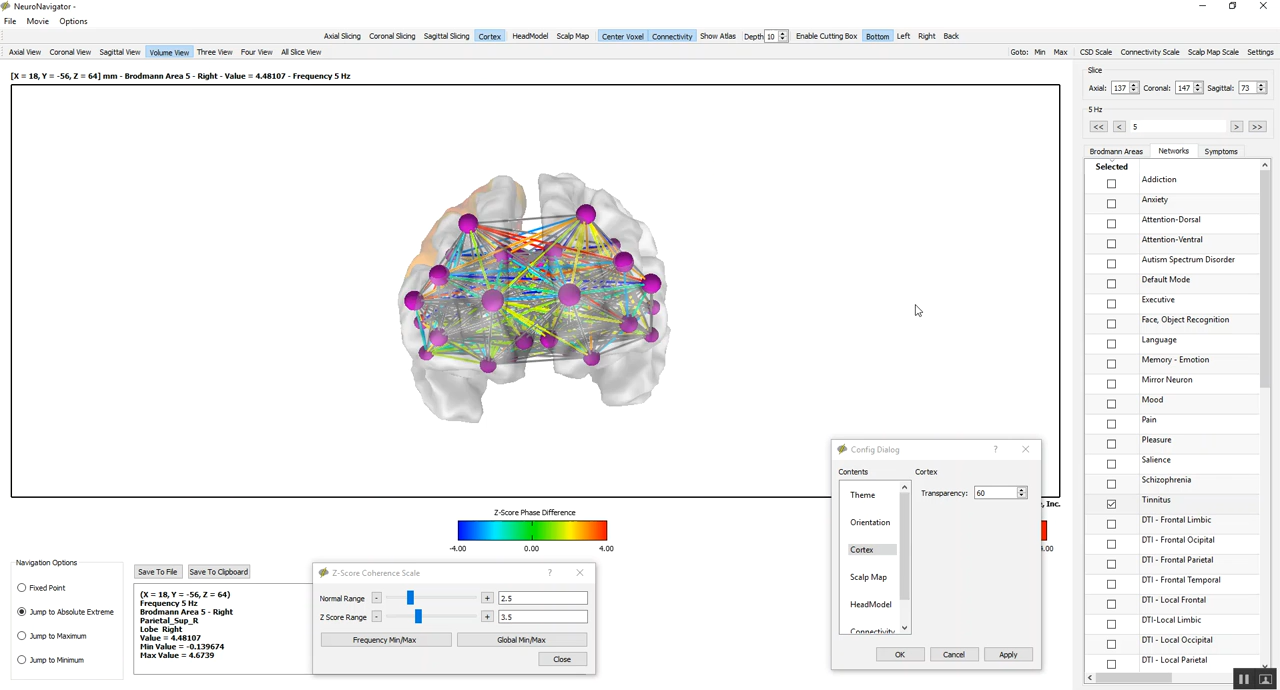 NeuroNavigator -
File Movie Options
Axial Slicing Coronal Slicing Sagittal Slicing Cortex HeadModel Scalp Map Center Voxel Connectivity Show Atlas Depth 10 Enable Cutting Box Bottom Left Right Back
Axial View Coronal View Sagittal View Volume View Three View Four View All Slice View Goto: Min Max CSD Scale Connectivity Scale Scalp Map Scale Settings
[X = 18, Y = -56, Z = 64] mm - Brodmann Area 5 - Right - Value = 4.48107 - Frequency 5 Hz
Slice
Axial: 137 Coronal: 147 Sagittal: 73
5 Hz
<< < 5 > >>
Brodmann Areas Networks Symptoms
Selected
Addiction
Anxiety
Attention-Dorsal
Attention-Ventral
Autism Spectrum Disorder
Default Mode
Executive
Face, Object Recognition
Language
Memory - Emotion
Mirror Neuron
Mood
Pain
Pleasure
Salience
Schizophrenia
Tinnitus
DTI - Frontal Limbic
DTI - Frontal Ocipital
DTI - Frontal Parietal
DTI - Frontal Temporal
DTI - Local Frontal
DTI-Local Limbic
DTI - Local Occipital
DTI - Local Parietal
Config Dialog ?
Contents Cortex
Theme
Orientation
Cortex
Scalp Map
HeadModel
Connectivity
Transparency: 60
OK Cancel Apply
, Inc.
Z-Score Phase Difference
-4.00 0.00 4.00
.00
Navigation Options
Fixed Point
Jump to Absolute Extreme
Jump to Maximum
Jump to Minimum
Save To File Save To Clipboard
(X = 18, Y = -56, Z = 64)
Frequency 5 Hz
Brodmann Area 5 - Right
Parietal_Sup_R
Lobe Right
Value = 4.48107
Min Value = -0.139674
Max Value = 4.6739
Z-Score Coherence Scale ?
Normal Range - + 2.5
Z Score Range - + 3.5
Frequency Min/Max Global Min/Max
Close